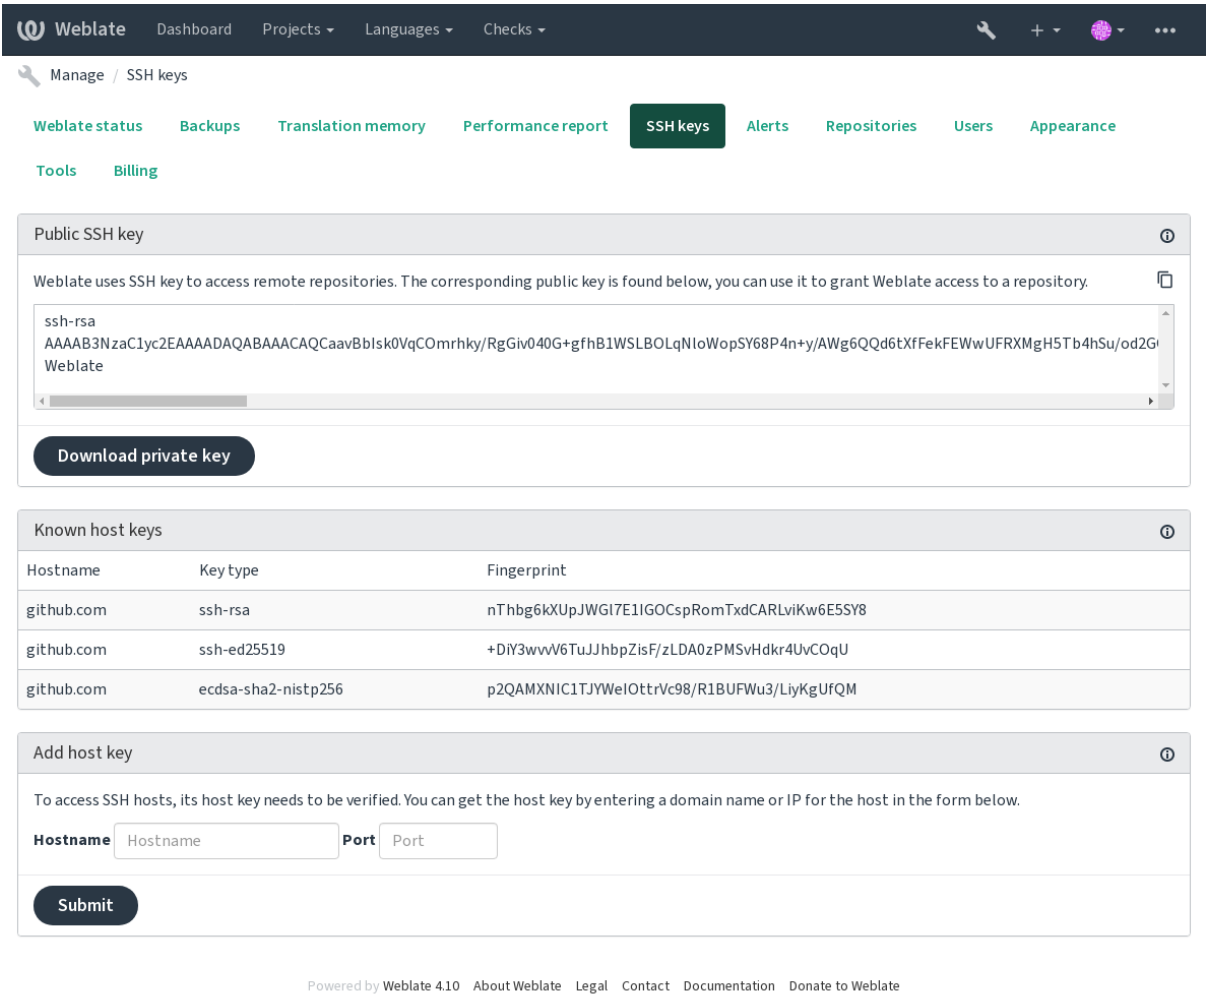 Weblate Dashboard Projects Languages Checks
Manage / SSH keys
Weblate status Backups Translation memory Performance report SSH keys Alerts Repositories Users Appearance
Tools Billing
Public SSH key
Weblate uses SSH key to access remote repositories. The corresponding public key is found below, you can use it to grant Weblate access to a repository.
ssh-rsa
AAAAB3NzaC1yc2EAAAADAQABAAACAQCaavBbIsk0VqCOmrhky/RgGiv040G+gfhB1WSLBOLqNloWopSY68P4n+y/AWg6QQd6tXfFekFEWwUFRXMgH5Tb4hSu/od2G
Weblate
Download private key
Known host keys
Hostname Key type Fingerprint
github.com ssh-rsa nThbg6kXUpJWGl7E1IGOCspRomTxdCARLviKw6E5SY8
github.com ssh-ed25519 +DiY3wvvV6TuJJhbpZisF/zLDA0zPMSvHdkr4UvCOqU
github.com ecdsa-sha2-nistp256 p2QAMXNIC1TJYWeIOttrVc98/R1BUFWu3/LiyKgUfQM
Add host key
To access SSH hosts, its host key needs to be verified. You can get the host key by entering a domain name or IP for the host in the form below.
Hostname Hostname Port Port
Submit
Powered by Weblate 4.10 About Weblate Legal Contact Documentation Donate to Weblate